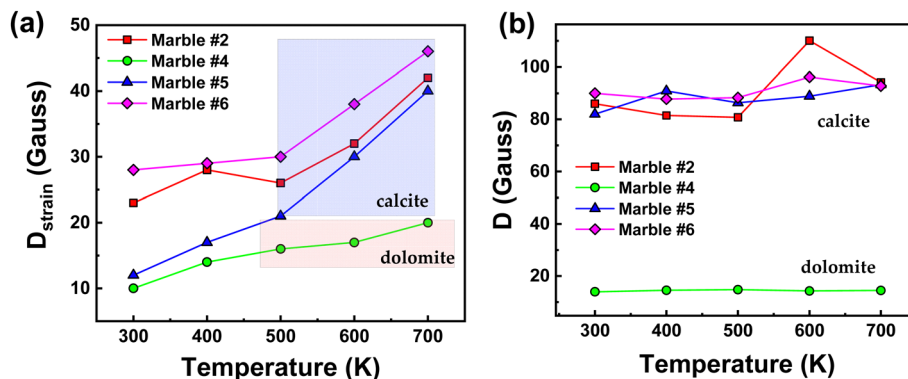 (a)
D_strain (Gauss)
50
40
30
20
10
Marble #2
Marble #4
Marble #5
Marble #6
calcite
dolomite
300 400 500 600 700
Temperature (K)
(b)
D (Gauss)
100
80
60
40
20
calcite
Marble #2
Marble #4
Marble #5
Marble #6
dolomite
300 400 500 600 700
Temperature (K)